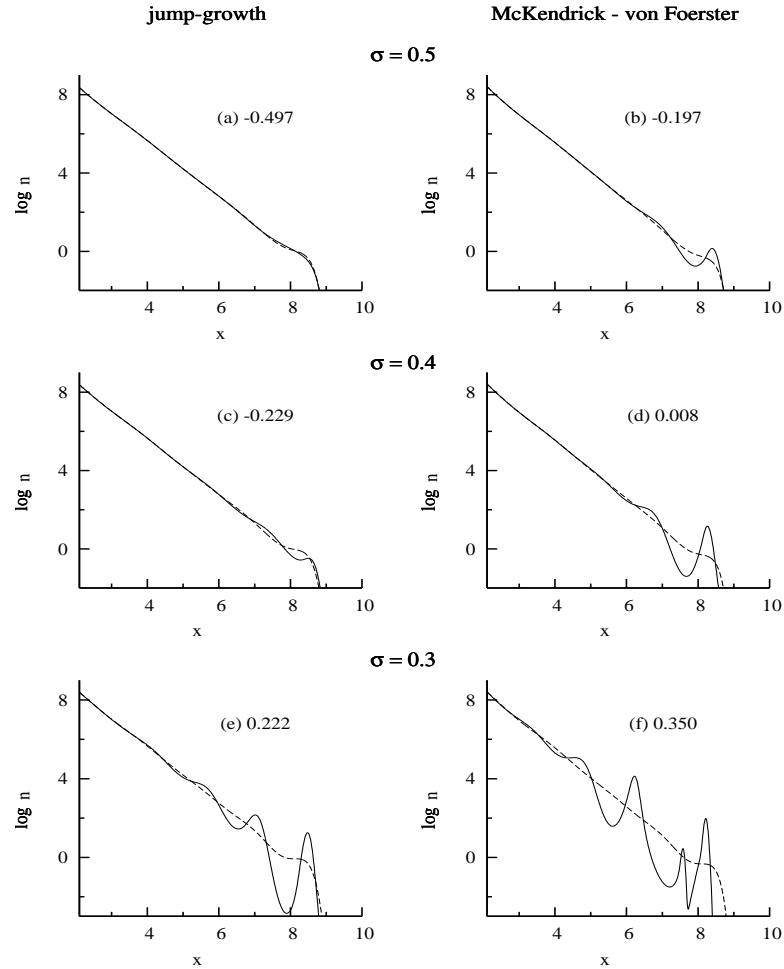 jump-growth McKendrick - von Foerster
σ = 0.5
8 8
(a) -0.497 (b) -0.197
4 4
log n log n
0 0
4 6 8 10 4 6 8 10
x x
σ = 0.4
8 8
(c) -0.229 (d) 0.008
4 4
log n log n
0 0
4 6 8 10 4 6 8 10
x x
σ = 0.3
8 8
(e) 0.222 (f) 0.350
4 4
log n log n
0 0
4 6 8 10 4 6 8 10
x x